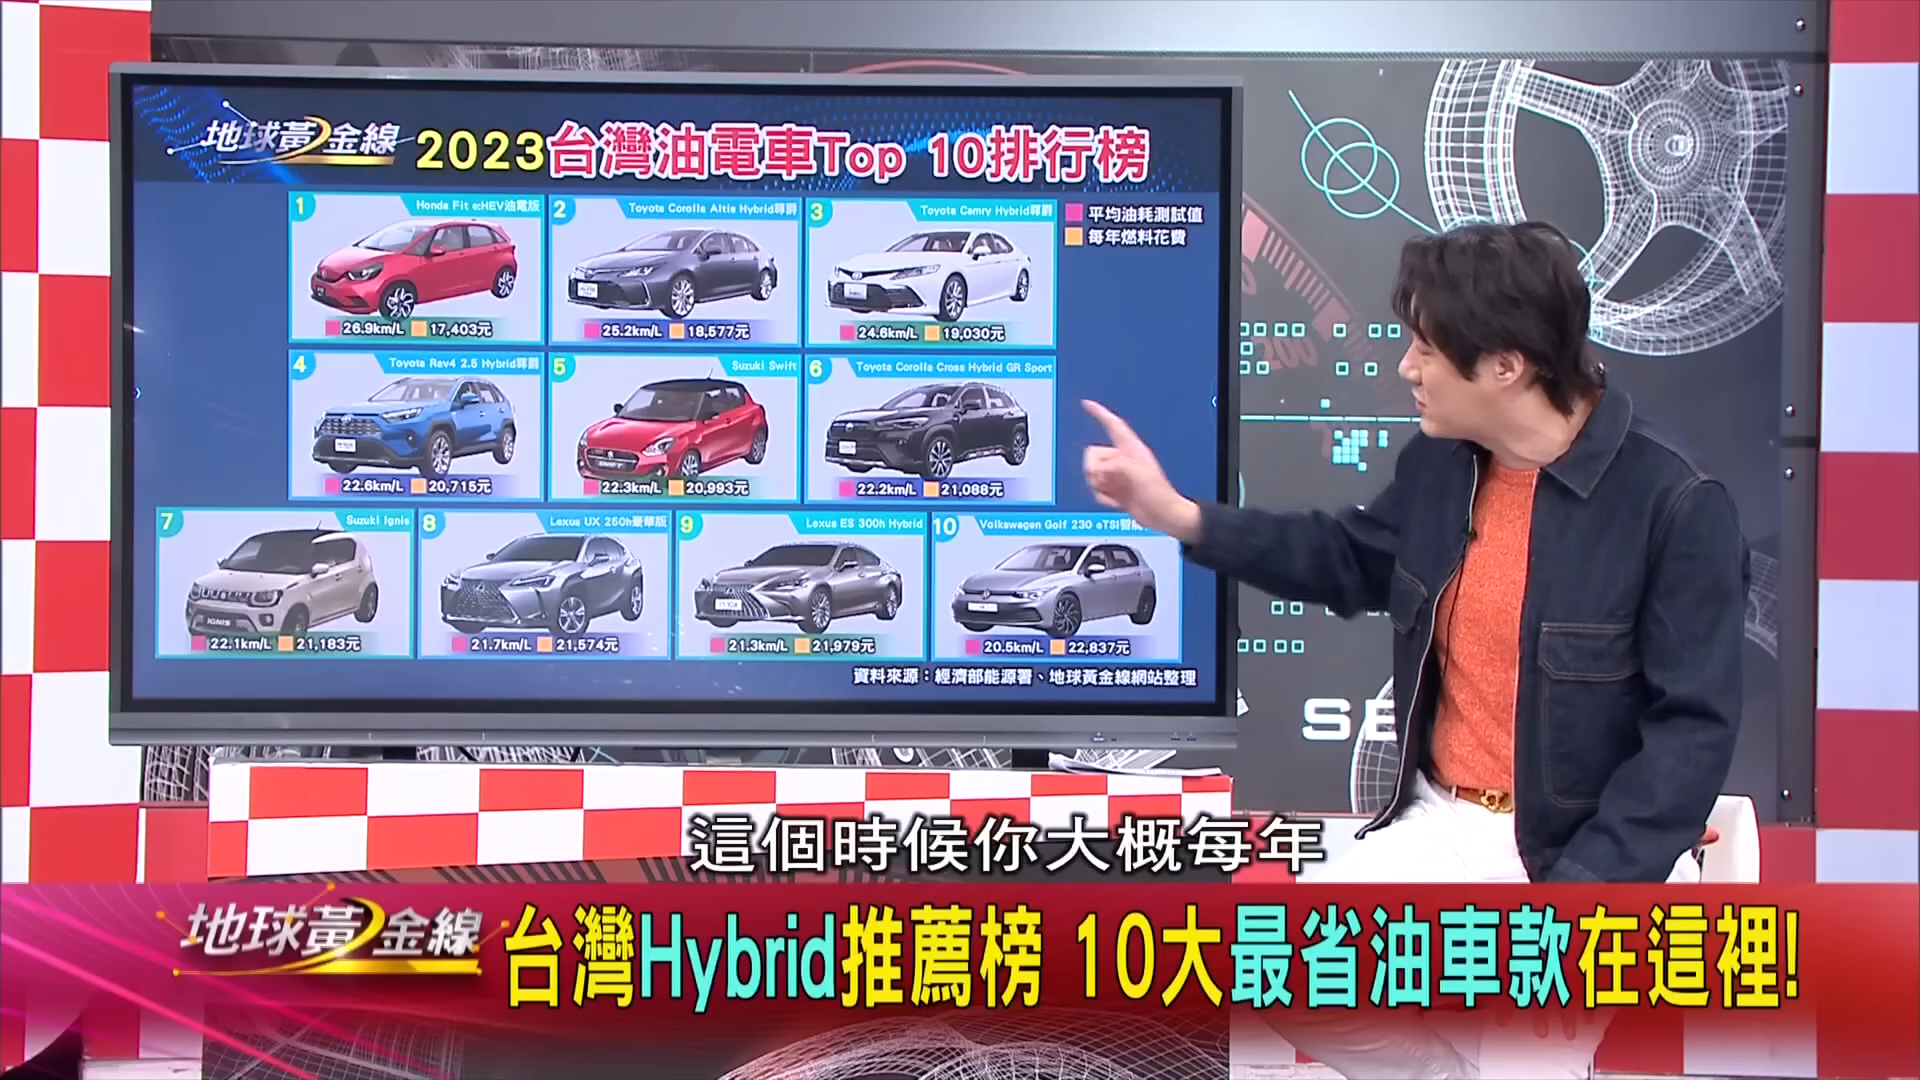 地球黃金線 2023台灣油電車Top 10排行榜
1 Honda Fit e:HEV油電版
26.9km/L 17,403元
2 Toyota Corolla Altis Hybrid尊爵
25.2km/L 18,577元
3 Toyota Camry Hybrid尊爵
24.6km/L 19,030元
平均油耗測試值
每年燃料花費
4 Toyota Rav4 2.5 Hybrid尊爵
22.6km/L 20,715元
5 Suzuki Swift
22.3km/L 20,993元
6 Toyota Corolla Cross Hybrid GR Sport
22.2km/L 21,088元
7 Suzuki Ignis
IGNIS
22.1km/L 21,183元
8 Lexus UX 250h豪華版
21.7km/L 21,574元
9 Lexus ES 300h Hybrid
21.3km/L 21,979元
10 Volkswagen Golf 230 eTSI
20.5km/L 22,837元
資料來源：經濟部能源署、地球黃金線網站整理
SE
這個時候你大概每年
地球黃金線 台灣Hybrid推薦榜 10大最省油車款在這裡!